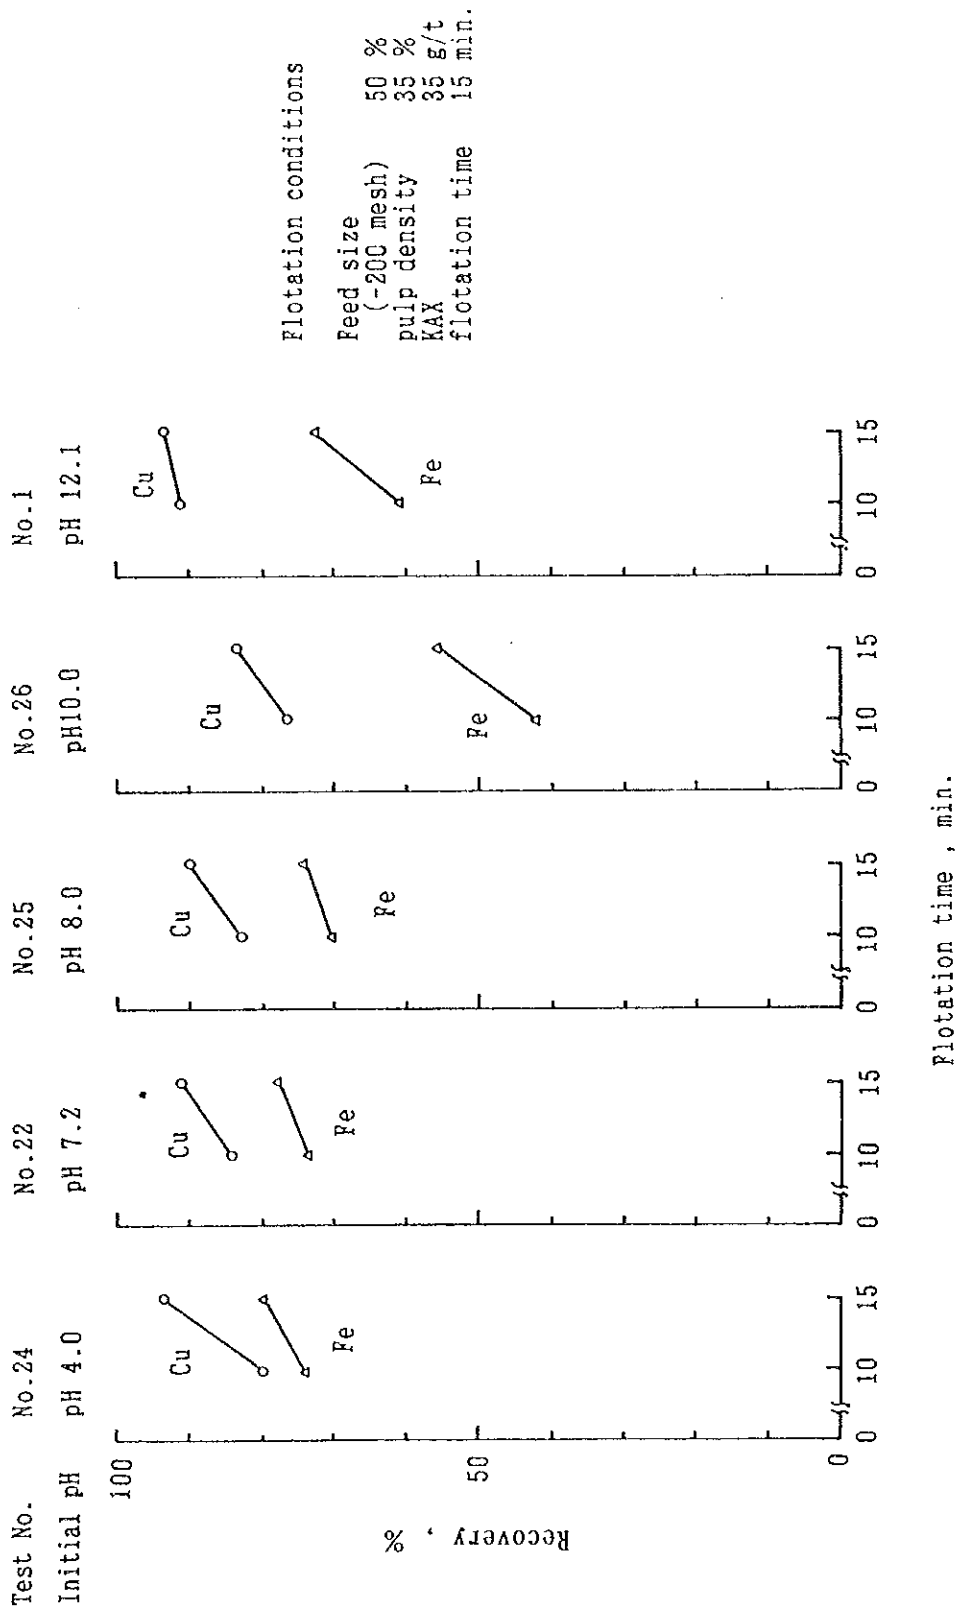 Test No. No.24 No.22 No.25 No.26 No.1
Initial pH pH 4.0 pH 7.2 pH 8.0 pH10.0 pH 12.1
100
50
0
Recovery , %
Cu
Fe
Cu
Fe
Cu
Fe
Cu
Fe
Cu
Fe
0 10 15 0 10 15 0 10 15 0 10 15 0 10 15
Flotation time , min.
Flotation conditions
Feed size
(-200 mesh) 50 %
pulp density 35 %
KAX 35 g/t
flotation time 15 min.